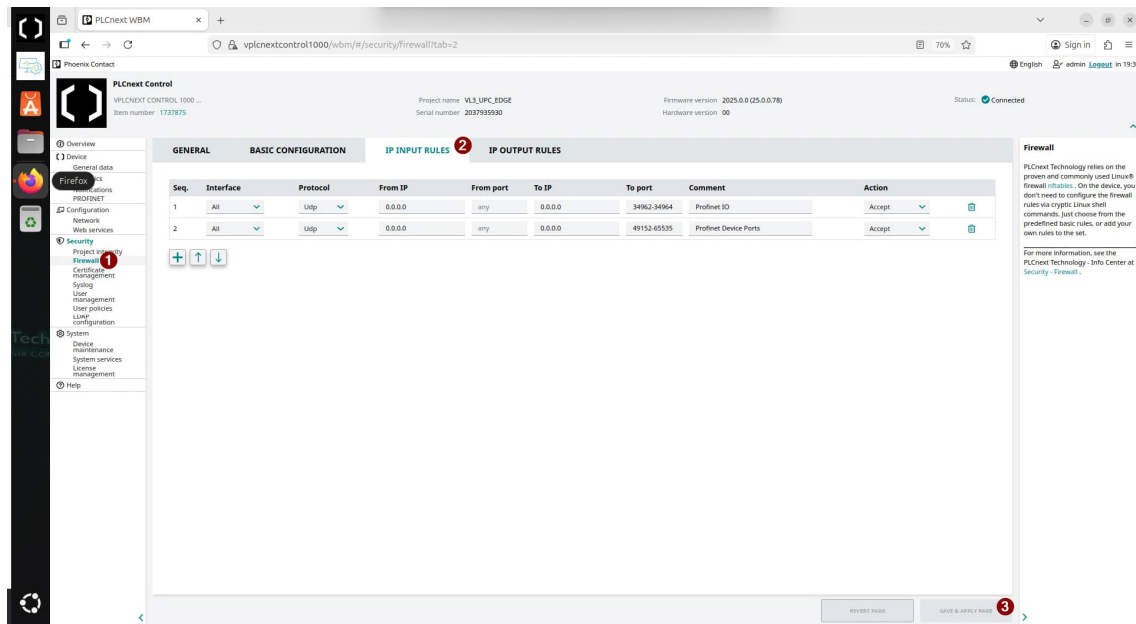 PLCnext WBM
vplcnextcontrol1000/wbm/#/security/firewall?tab=2
70%
Sign in
Phoenix Contact
English
admin Logout in 19:3
PLCnext Control
VPLCNEXT CONTROL 1000 ...
Item number 1737875
Project name VL3_UPC_EDGE
Serial number 2037935930
Firmware version 2025.0.0 (25.0.0.78)
Hardware version 00
Status: Connected
Overview
Device
General data
Firefox
Notifications
PROFINET
Configuration
Network
Web services
Security
Project integrity
Firewall
1
Certificate
management
Syslog
User
management
User policies
LDAP
configuration
System
Device
maintenance
System services
License
management
Help
Tech
GENERAL BASIC CONFIGURATION IP INPUT RULES 2 IP OUTPUT RULES
Seq. Interface Protocol From IP From port To IP To port Comment Action
1 All Udp 0.0.0.0 any 0.0.0.0 34962-34964 Profinet IO Accept
2 All Udp 0.0.0.0 any 0.0.0.0 49152-65535 Profinet Device Ports Accept
REVERT PAGE SAVE & APPLY PAGE 3
Firewall
PLCnext Technology relies on the
proven and commonly used Linux®
firewall nftables . On the device, you
don't need to configure the firewall
rules via cryptic Linux shell
commands. Just choose from the
predefined basic rules, or add your
own rules to the set.
For more information, see the
PLCnext Technology - Info Center at
Security - Firewall .